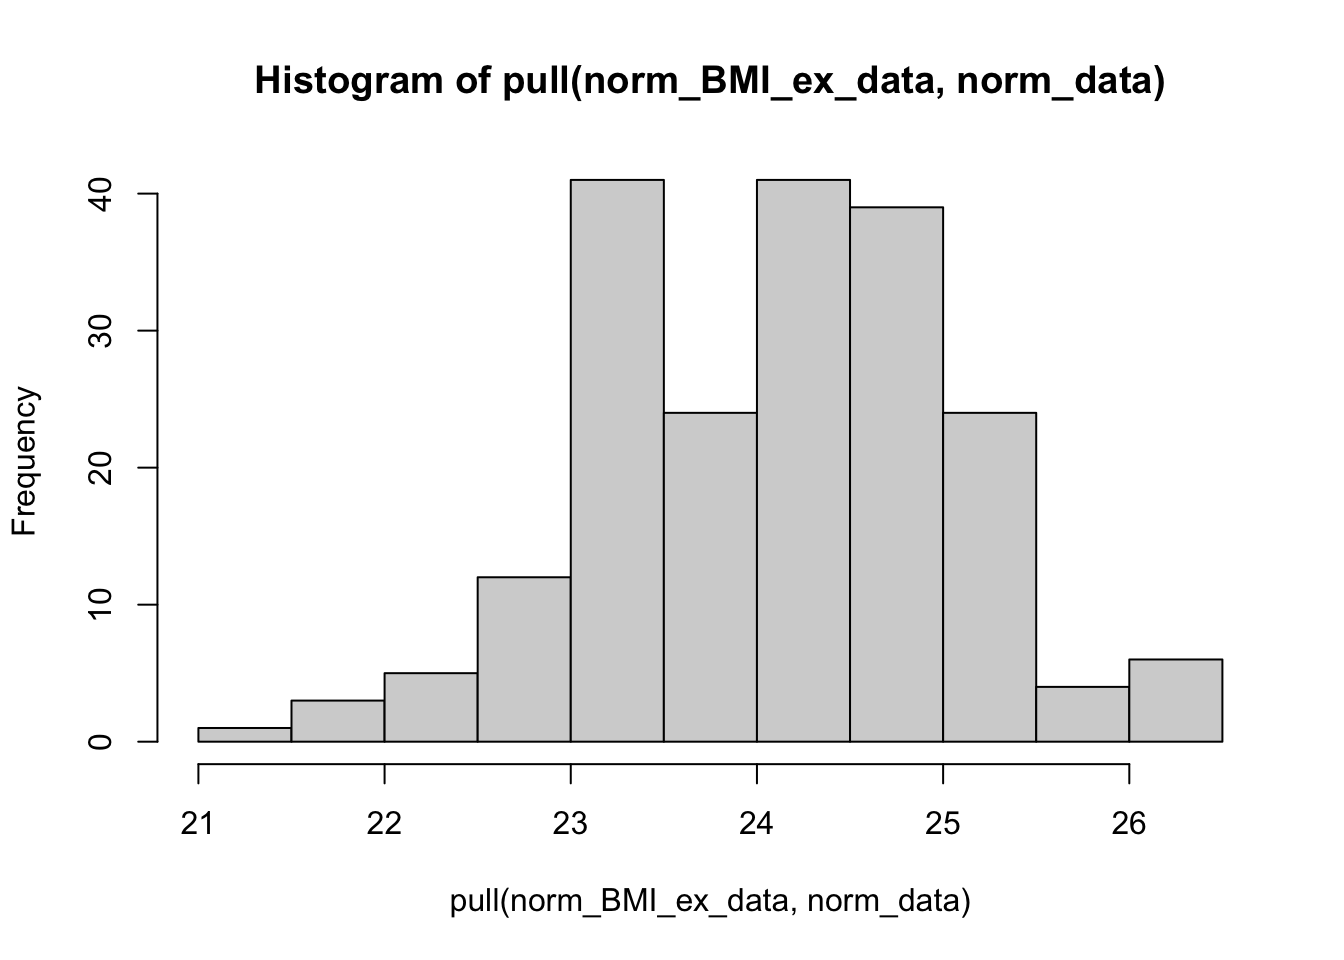 Histogram of pull(norm_BMI_ex_data, norm_data)
Frequency
40
30
20
10
0
21 22 23 24 25 26
pull(norm_BMI_ex_data, norm_data)